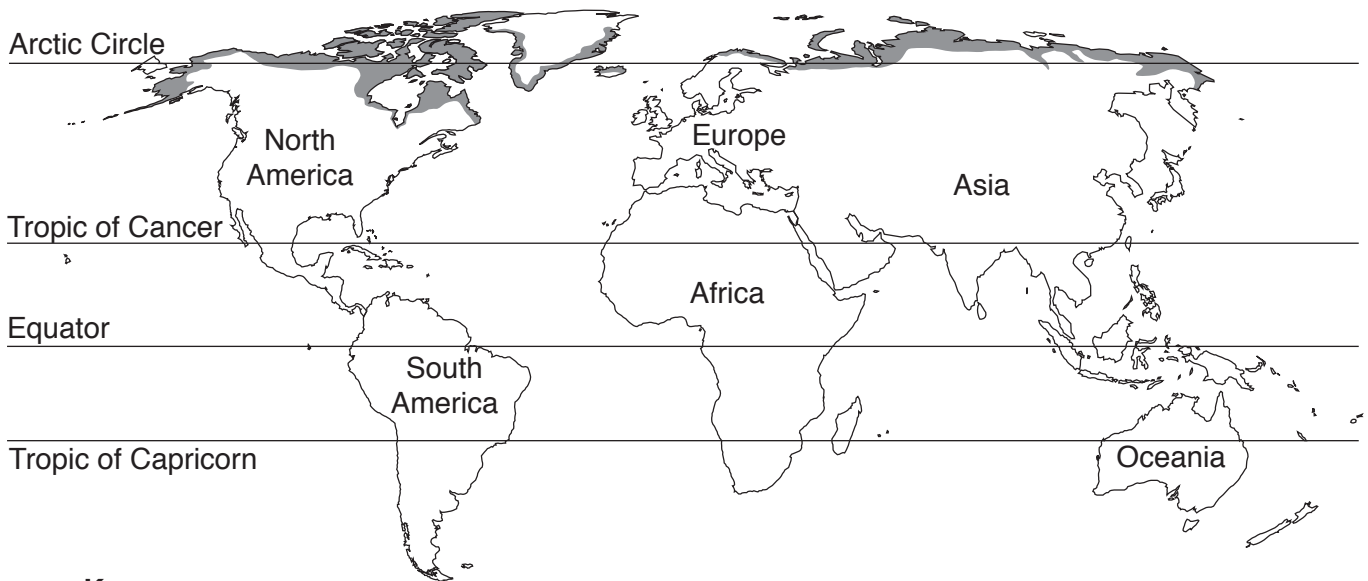 Arctic Circle
North
America
Europe
Asia
Tropic of Cancer
Africa
Equator
South
America
Tropic of Capricorn
Oceania